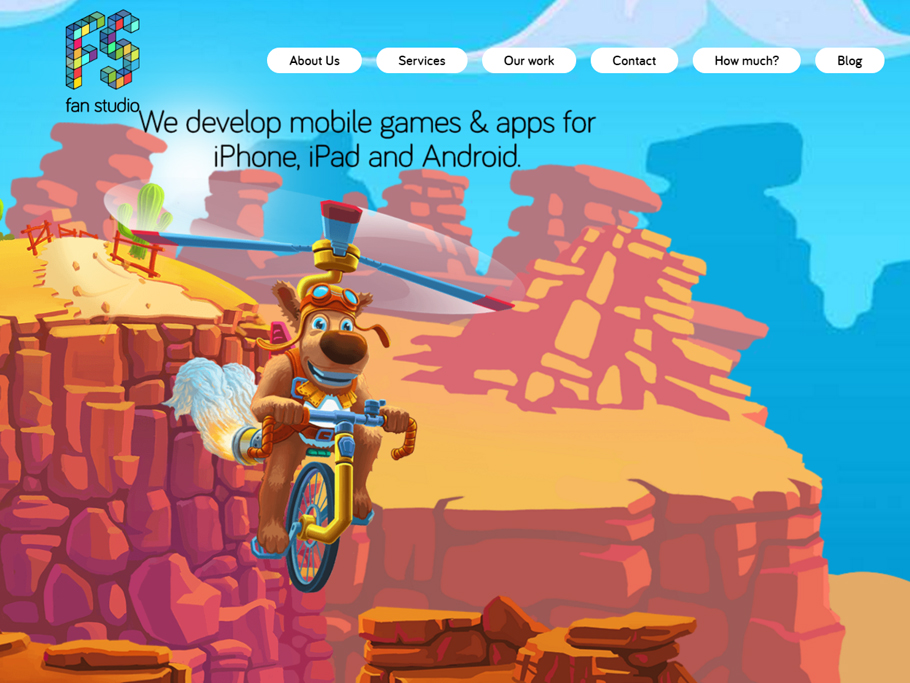 fan studio
About Us
Services
Our work
Contact
How much?
Blog
We develop mobile games & apps for
iPhone, iPad and Android.